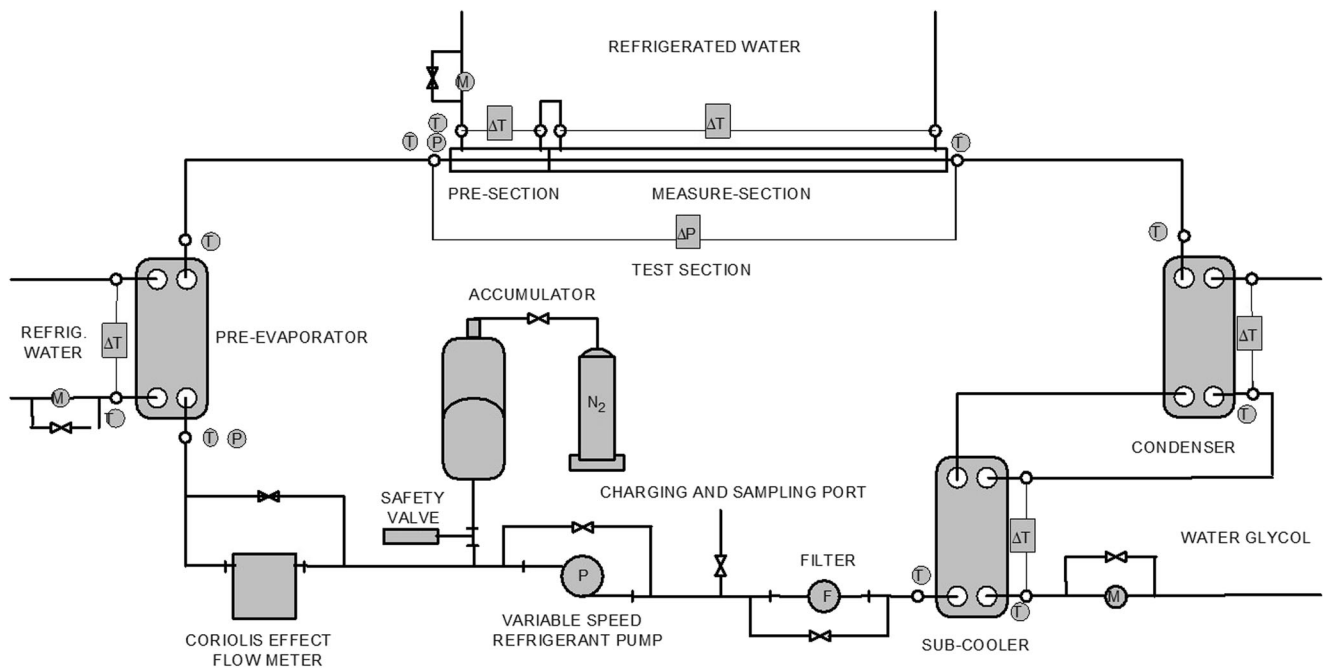 REFRIGERATED WATER
M
T
ΔT
ΔT
T
P
T
PRE-SECTION
MEASURE-SECTION
ΔP
TEST SECTION
T
T
ACCUMULATOR
REFRIG.
WATER
ΔT
PRE-EVAPORATOR
ΔT
M
T
N2
T
CONDENSER
T
P
CHARGING AND SAMPLING PORT
SAFETY
VALVE
ΔT
WATER GLYCOL
FILTER
P
T
F
T
M
VARIABLE SPEED
REFRIGERANT PUMP
CORIOLIS EFFECT
FLOW METER
SUB-COOLER